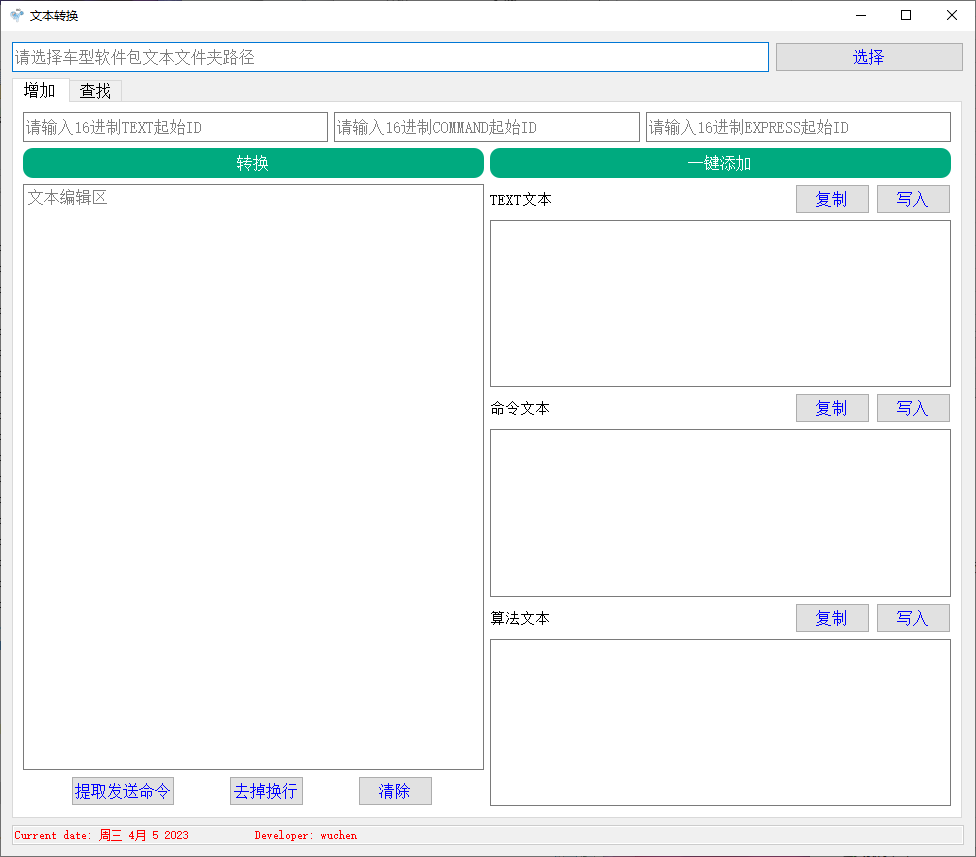 文本转换
请选择车型软件包文本文件夹路径
选择
增加 查找
请输入16进制TEXT起始ID 请输入16进制COMMAND起始ID 请输入16进制EXPRESS起始ID
转换 一键添加
文本编辑区
TEXT文本 复制 写入
命令文本 复制 写入
算法文本 复制 写入
提取发送命令 去掉换行 清除
Current date: 周三 4月 5 2023 Developer: wuchen